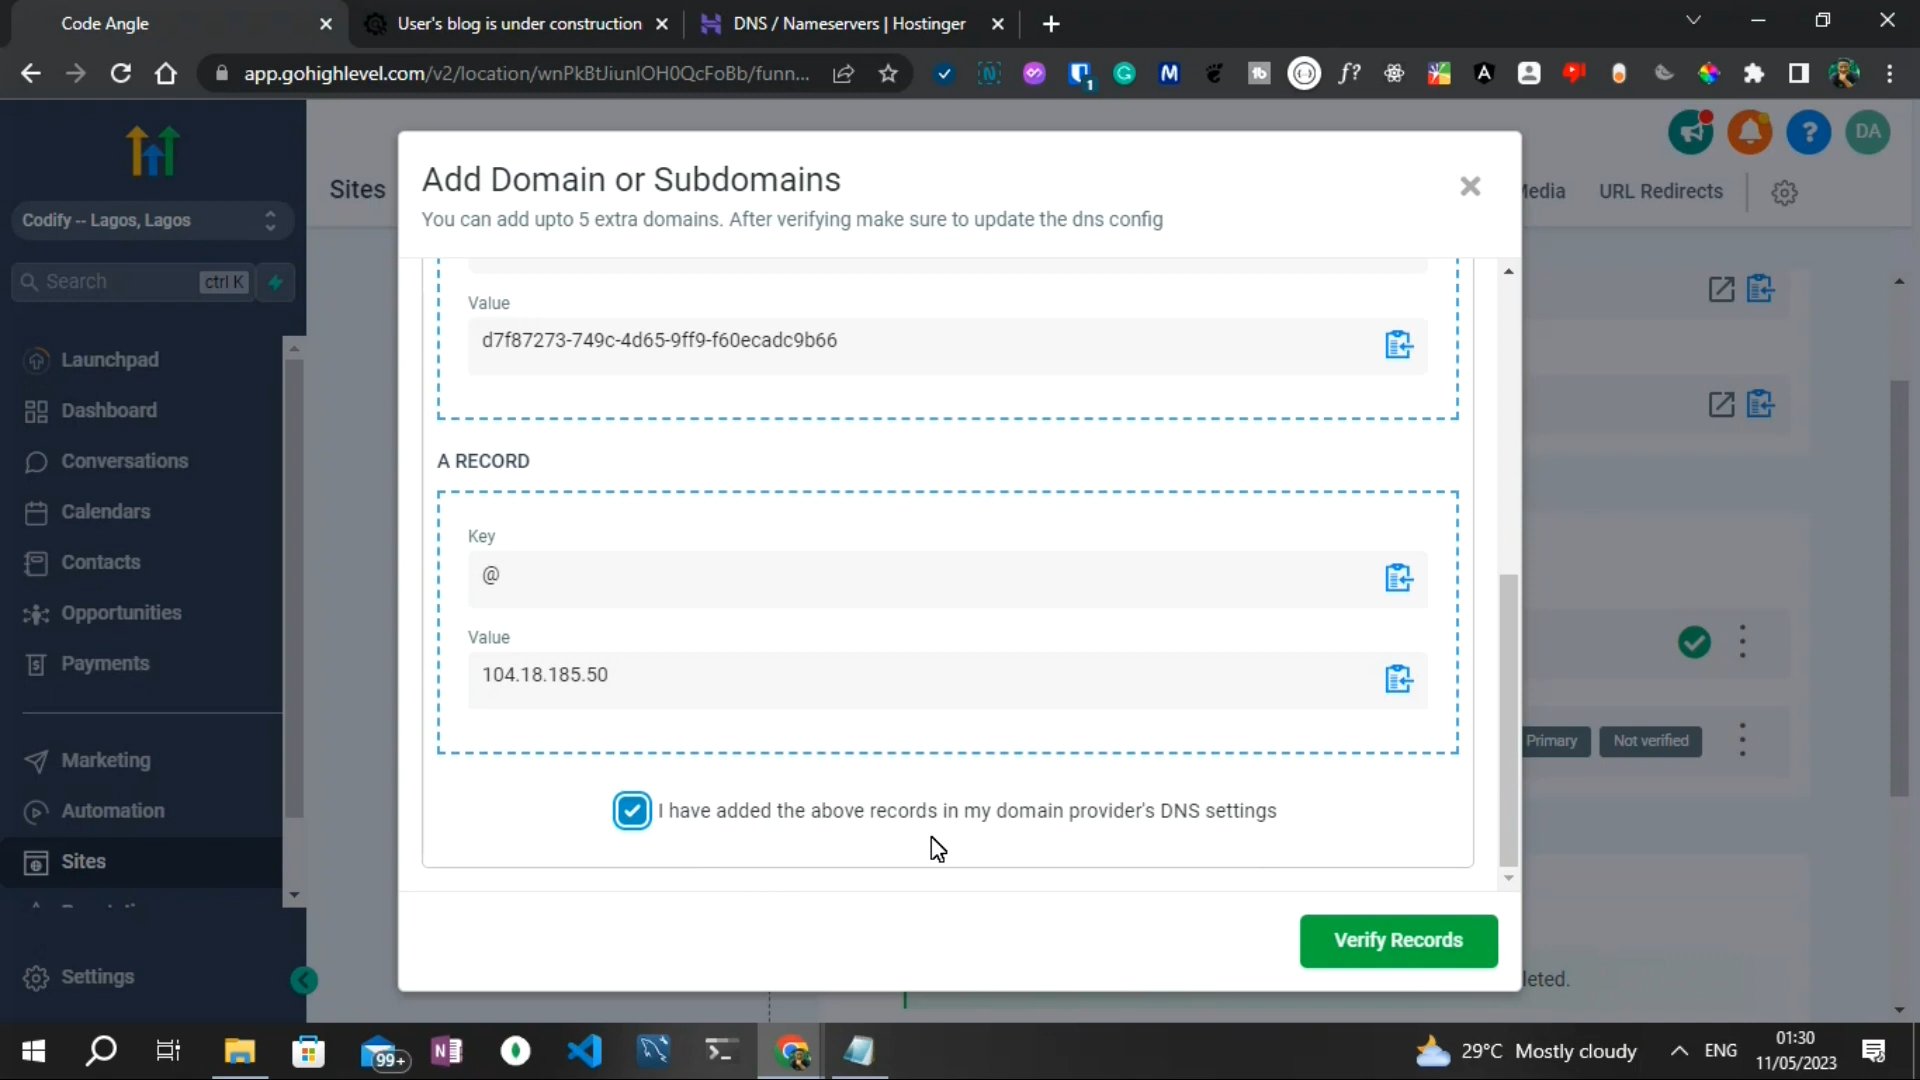 Code Angle
User's blog is under construction
DNS / Nameservers | Hostinger
app.gohighlevel.com/v2/location/wnPkBtJiunIOH0QcFoBb/funn...
Codify -- Lagos, Lagos
Search
ctrl K
Launchpad
Dashboard
Conversations
Calendars
Contacts
Opportunities
Payments
Marketing
Automation
Sites
Settings
Sites
Media
URL Redirects
DA
Add Domain or Subdomains
You can add upto 5 extra domains. After verifying make sure to update the dns config
Value
d7f87273-749c-4d65-9ff9-f60ecadc9b66
A RECORD
Key
@
Value
104.18.185.50
I have added the above records in my domain provider's DNS settings
Verify Records
Primary
Not verified
leted.
99+
29°C Mostly cloudy
ENG
01:30
11/05/2023